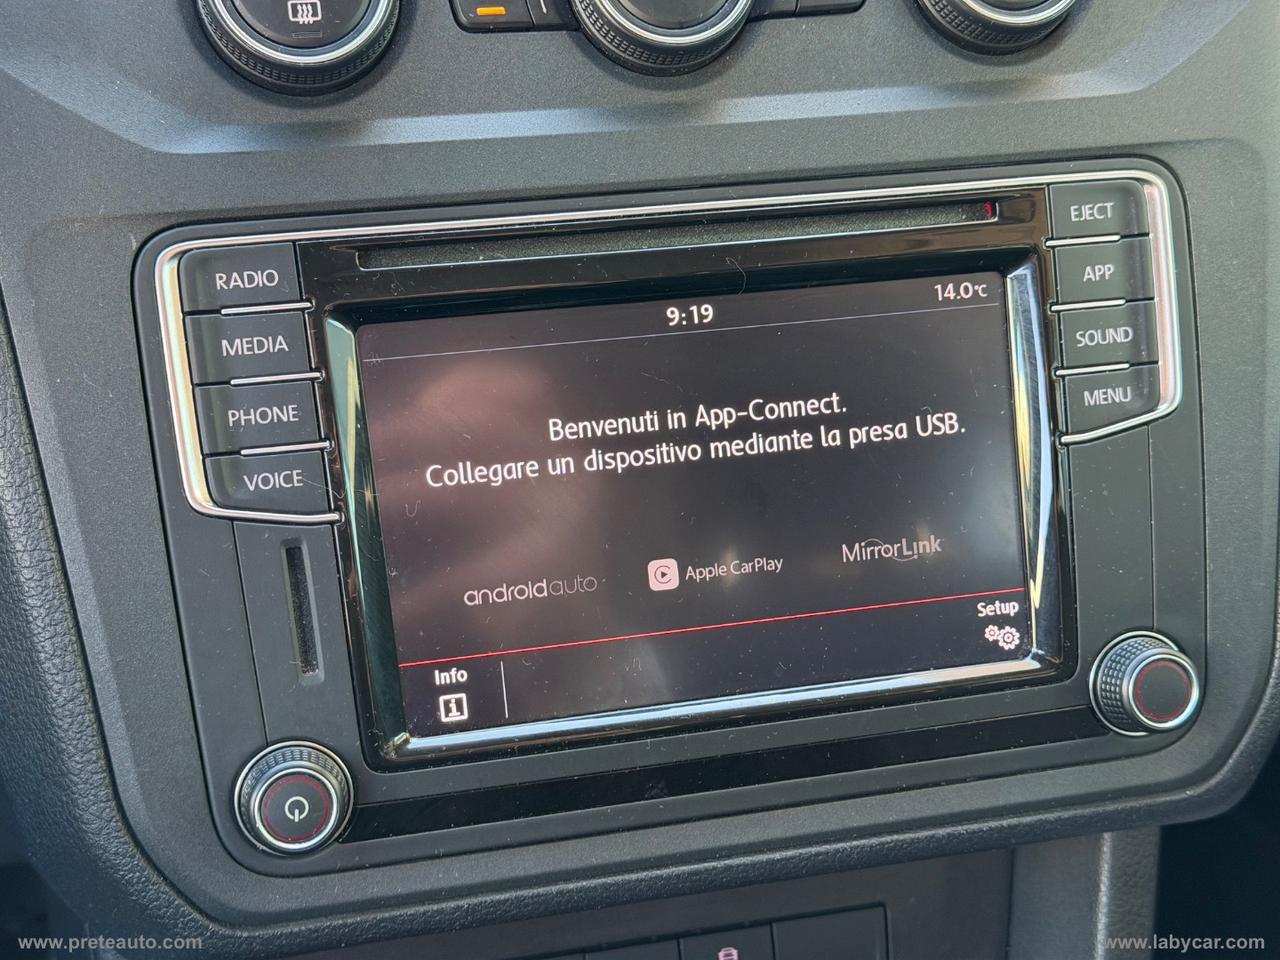 EJECT
RADIO
APP
9:19
14.0°C
MEDIA
SOUND
PHONE
MENU
VOICE
Benvenuti in App-Connect.
Collegare un dispositivo mediante la presa USB.
androidauto
Apple CarPlay
MirrorLink
Setup
Info
i
www.preteauto.com
www.labycar.com